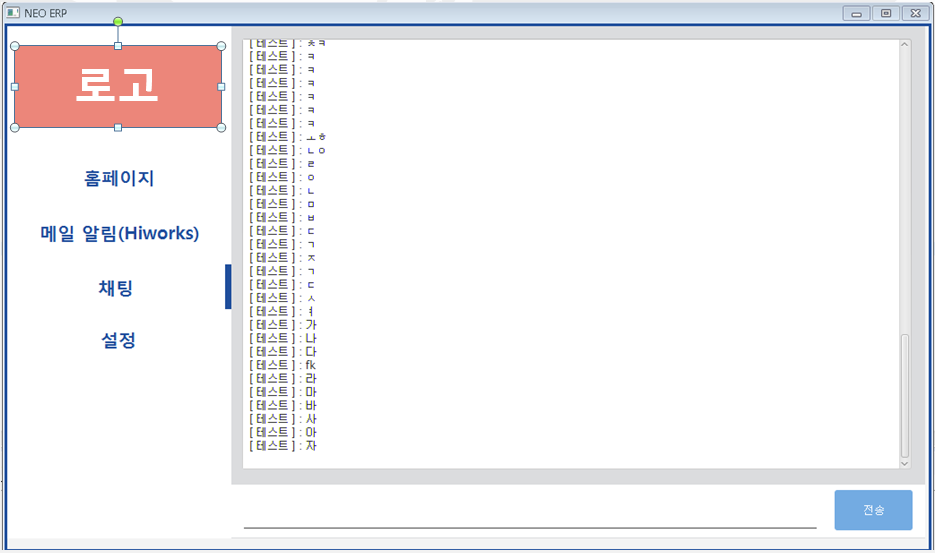 NEO ERP
로고
홈페이지
메일 알림(Hiworks)
채팅
설정
[ 테스트 ] : ㅊㅋ
[ 테스트 ] : ㅋ
[ 테스트 ] : ㅋ
[ 테스트 ] : ㅋ
[ 테스트 ] : ㅋ
[ 테스트 ] : ㅋ
[ 테스트 ] : ㅋ
[ 테스트 ] : ㅗㅎ
[ 테스트 ] : ㄴㅇ
[ 테스트 ] : ㄹ
[ 테스트 ] : ㅇ
[ 테스트 ] : ㄴ
[ 테스트 ] : ㅁ
[ 테스트 ] : ㅂ
[ 테스트 ] : ㄷ
[ 테스트 ] : ㄱ
[ 테스트 ] : ㅈ
[ 테스트 ] : ㄱ
[ 테스트 ] : ㄷ
[ 테스트 ] : ㅅ
[ 테스트 ] : ㅕ
[ 테스트 ] : 가
[ 테스트 ] : 나
[ 테스트 ] : 다
[ 테스트 ] : fk
[ 테스트 ] : 라
[ 테스트 ] : 마
[ 테스트 ] : 바
[ 테스트 ] : 사
[ 테스트 ] : 아
[ 테스트 ] : 자
전송